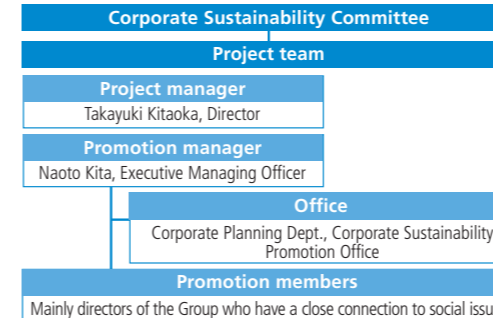 Corporate Sustainability Committee
Project team
Project manager
Takayuki Kitaoka, Director
Promotion manager
Naoto Kita, Executive Managing Officer
Office
Corporate Planning Dept., Corporate Sustainability
Promotion Office
Promotion members
Mainly directors of the Group who have a close connection to social